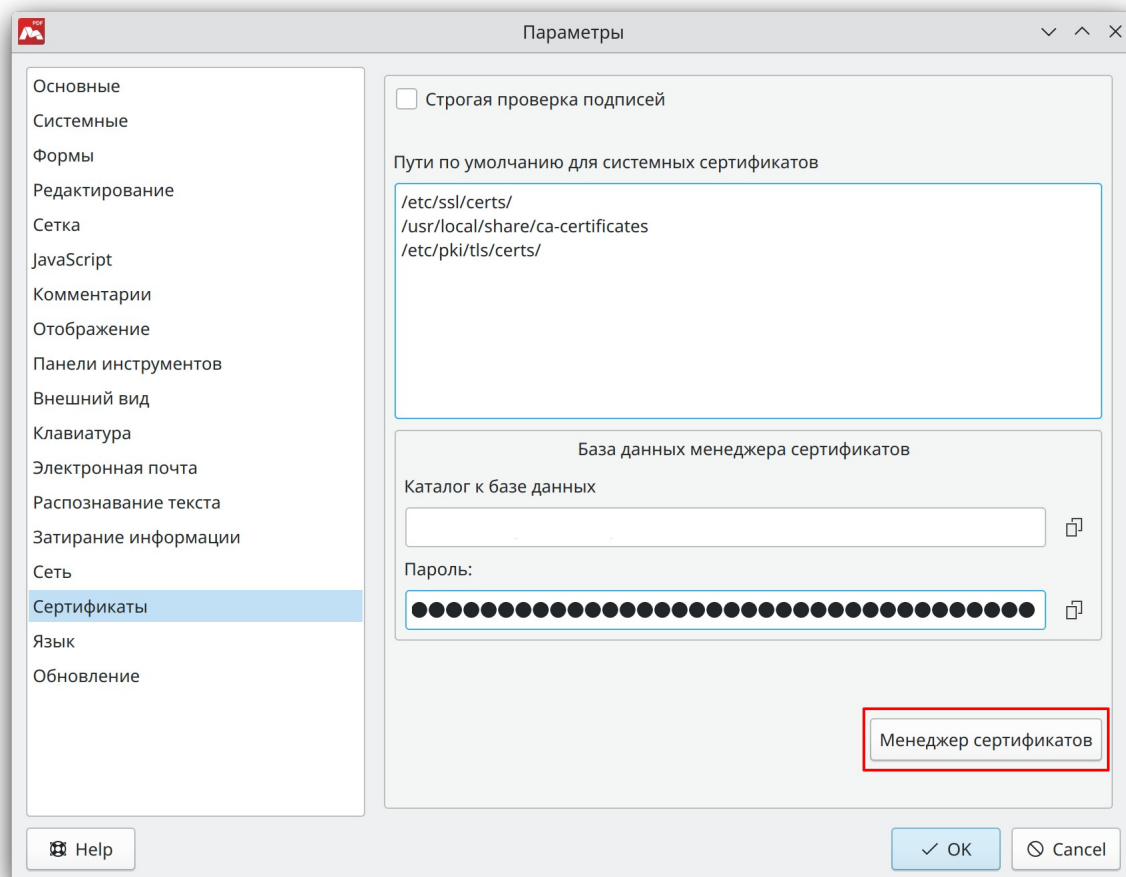 PDF
Параметры
Основные
Системные
Формы
Редактирование
Сетка
JavaScript
Комментарии
Отображение
Панели инструментов
Внешний вид
Клавиатура
Электронная почта
Распознавание текста
Затирание информации
Сеть
Сертификаты
Язык
Обновление
Строгая проверка подписей
Пути по умолчанию для системных сертификатов
/etc/ssl/certs/
/usr/local/share/ca-certificates
/etc/pki/tls/certs/
База данных менеджера сертификатов
Каталог к базе данных
Пароль:
Менеджер сертификатов
Help
OK
Cancel